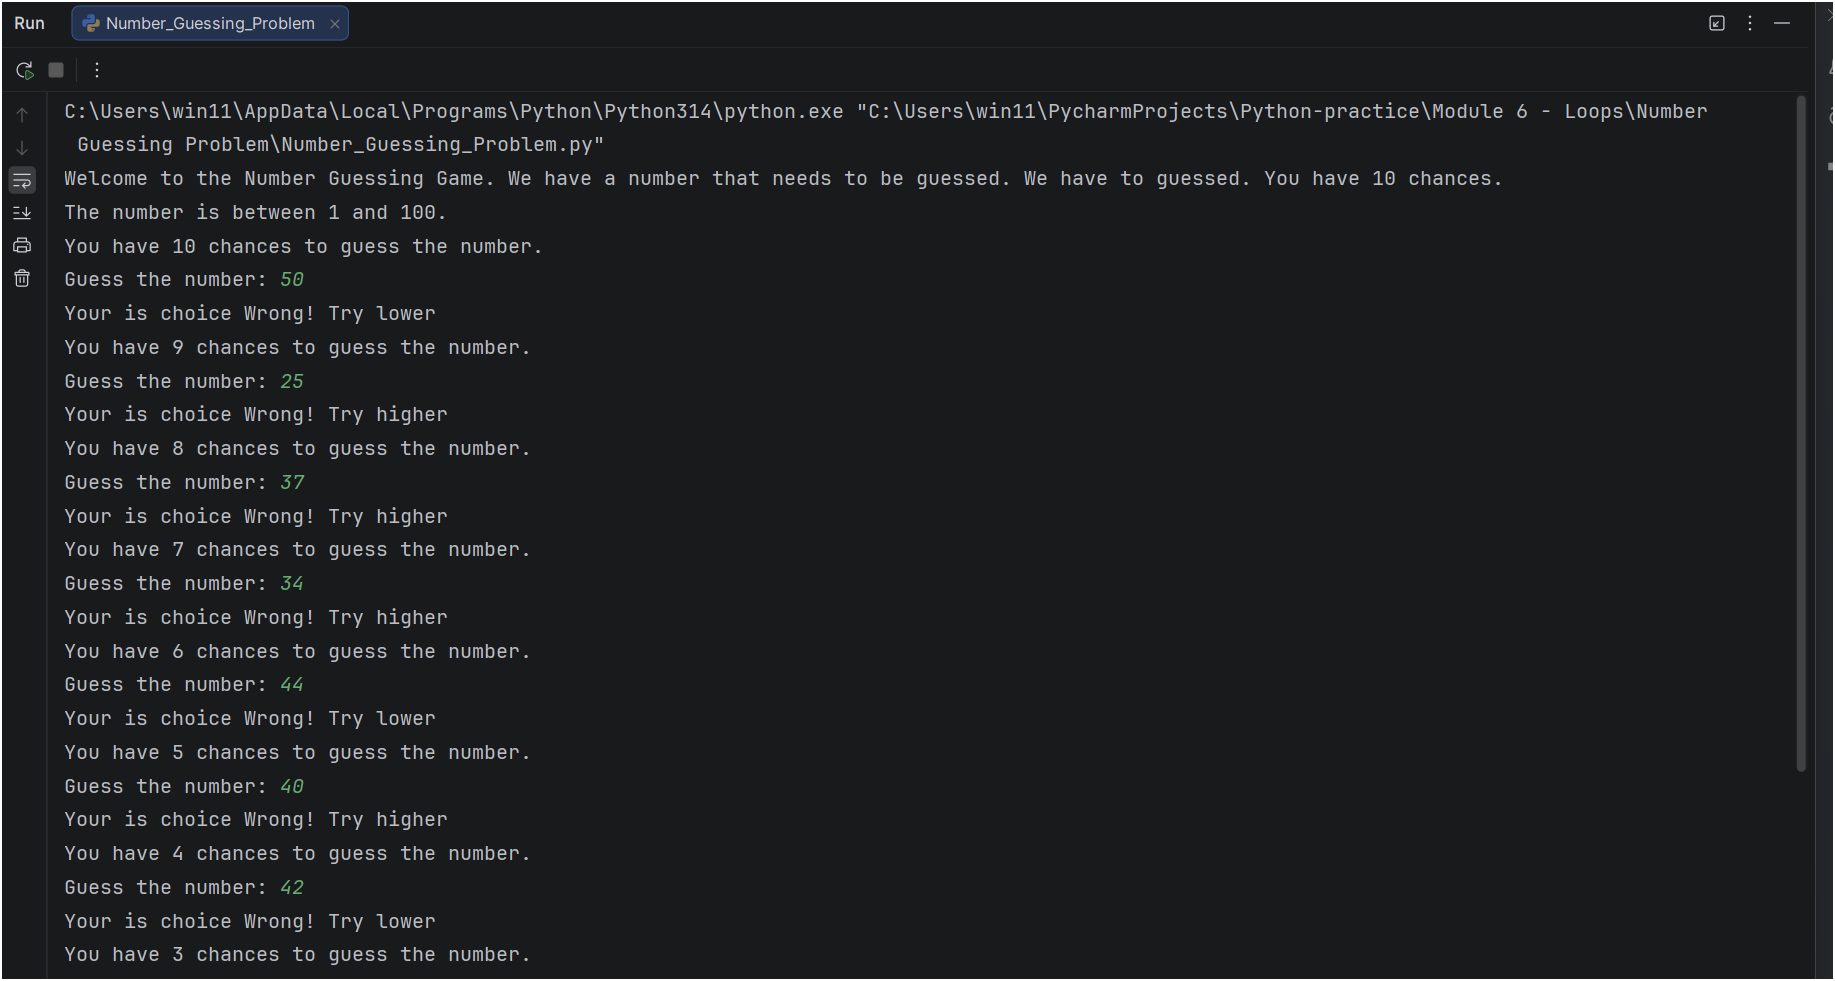 Run
Number_Guessing_Problem
C:\Users\win11\AppData\Local\Programs\Python\Python314\python.exe "C:\Users\win11\PycharmProjects\Python-practice\Module 6 - Loops\Number
Guessing Problem\Number_Guessing_Problem.py"
Welcome to the Number Guessing Game. We have a number that needs to be guessed. We have to guessed. You have 10 chances.
The number is between 1 and 100.
You have 10 chances to guess the number.
Guess the number: 50
Your is choice Wrong! Try lower
You have 9 chances to guess the number.
Guess the number: 25
Your is choice Wrong! Try higher
You have 8 chances to guess the number.
Guess the number: 37
Your is choice Wrong! Try higher
You have 7 chances to guess the number.
Guess the number: 34
Your is choice Wrong! Try higher
You have 6 chances to guess the number.
Guess the number: 44
Your is choice Wrong! Try lower
You have 5 chances to guess the number.
Guess the number: 40
Your is choice Wrong! Try higher
You have 4 chances to guess the number.
Guess the number: 42
Your is choice Wrong! Try lower
You have 3 chances to guess the number.